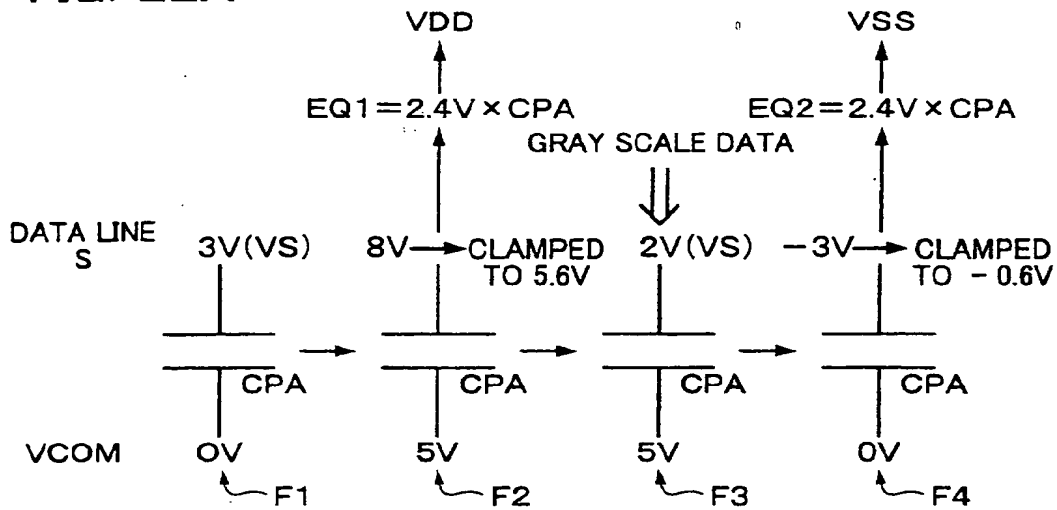 VDD VSS
EQ1=2.4V×CPA EQ2=2.4V×CPA
GRAY SCALE DATA
DATA LINE
S
3V(VS) 8V CLAMPED
TO 5.6V
2V(VS) -3V CLAMPED
TO -0.6V
CPA CPA CPA CPA
VCOM 0V 5V 5V 0V
F1 F2 F3 F4